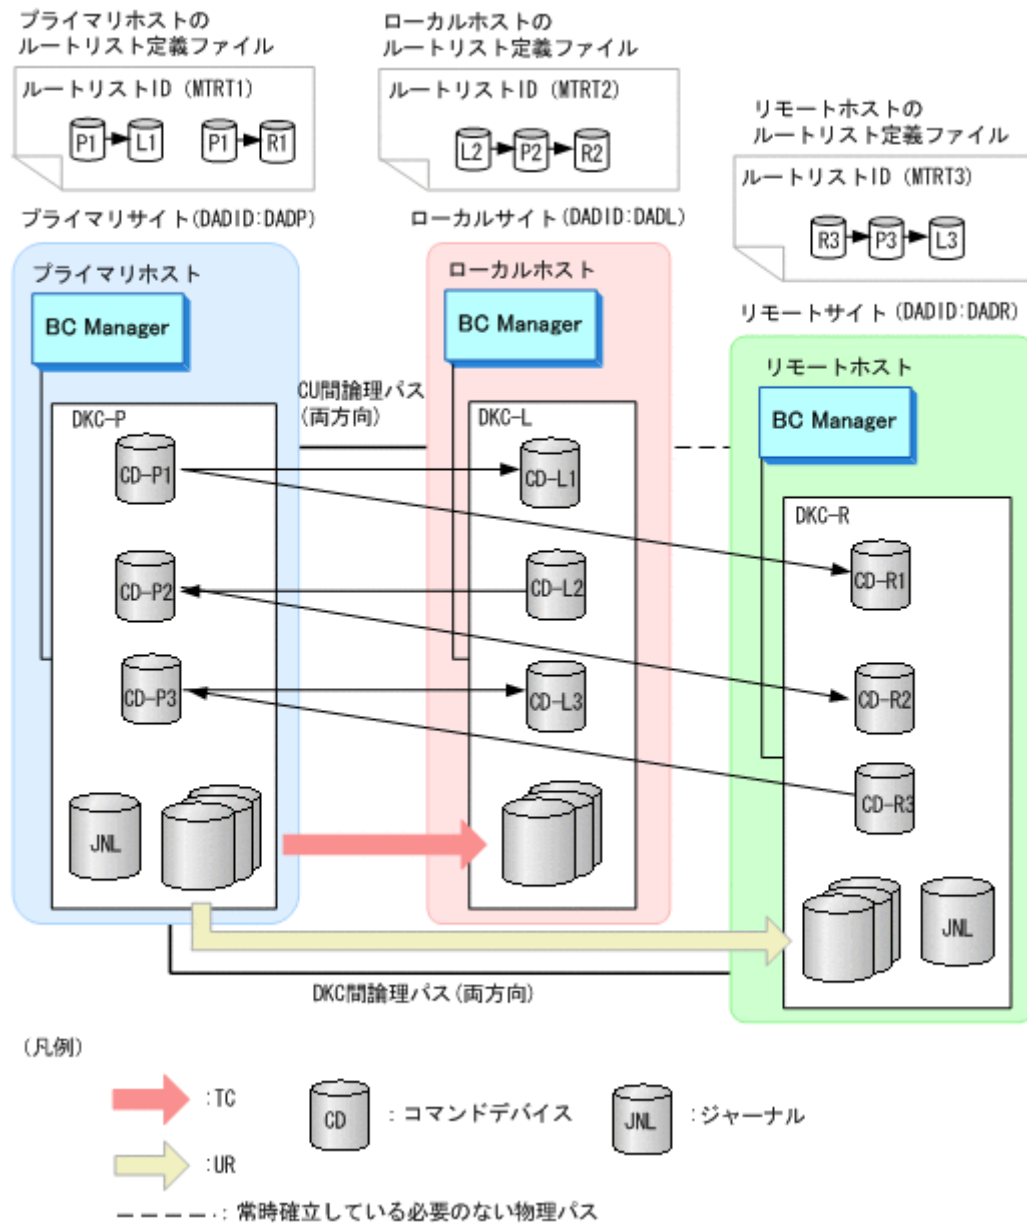 プライマリホストの
ルートリスト定義ファイル
ルートリストID (MTRT1)
P1 L1 P1 R1
ローカルホストの
ルートリスト定義ファイル
ルートリストID (MTRT2)
L2 P2 R2
リモートホストの
ルートリスト定義ファイル
ルートリストID (MTRT3)
R3 P3 L3
プライマリサイト(DADID:DADP)
プライマリホスト
BC Manager
ローカルサイト(DADID:DADL)
ローカルホスト
BC Manager
リモートサイト(DADID:DADR)
リモートホスト
BC Manager
CU間論理パス
(両方向)
DKC-P
CD-P1
CD-P2
CD-P3
JNL
DKC-L
CD-L1
CD-L2
CD-L3
DKC-R
CD-R1
CD-R2
CD-R3
JNL
DKC間論理パス(両方向)
(凡例)
:TC
CD
:コマンドデバイス
JNL
:ジャーナル
:UR
:常時確立している必要のない物理パス